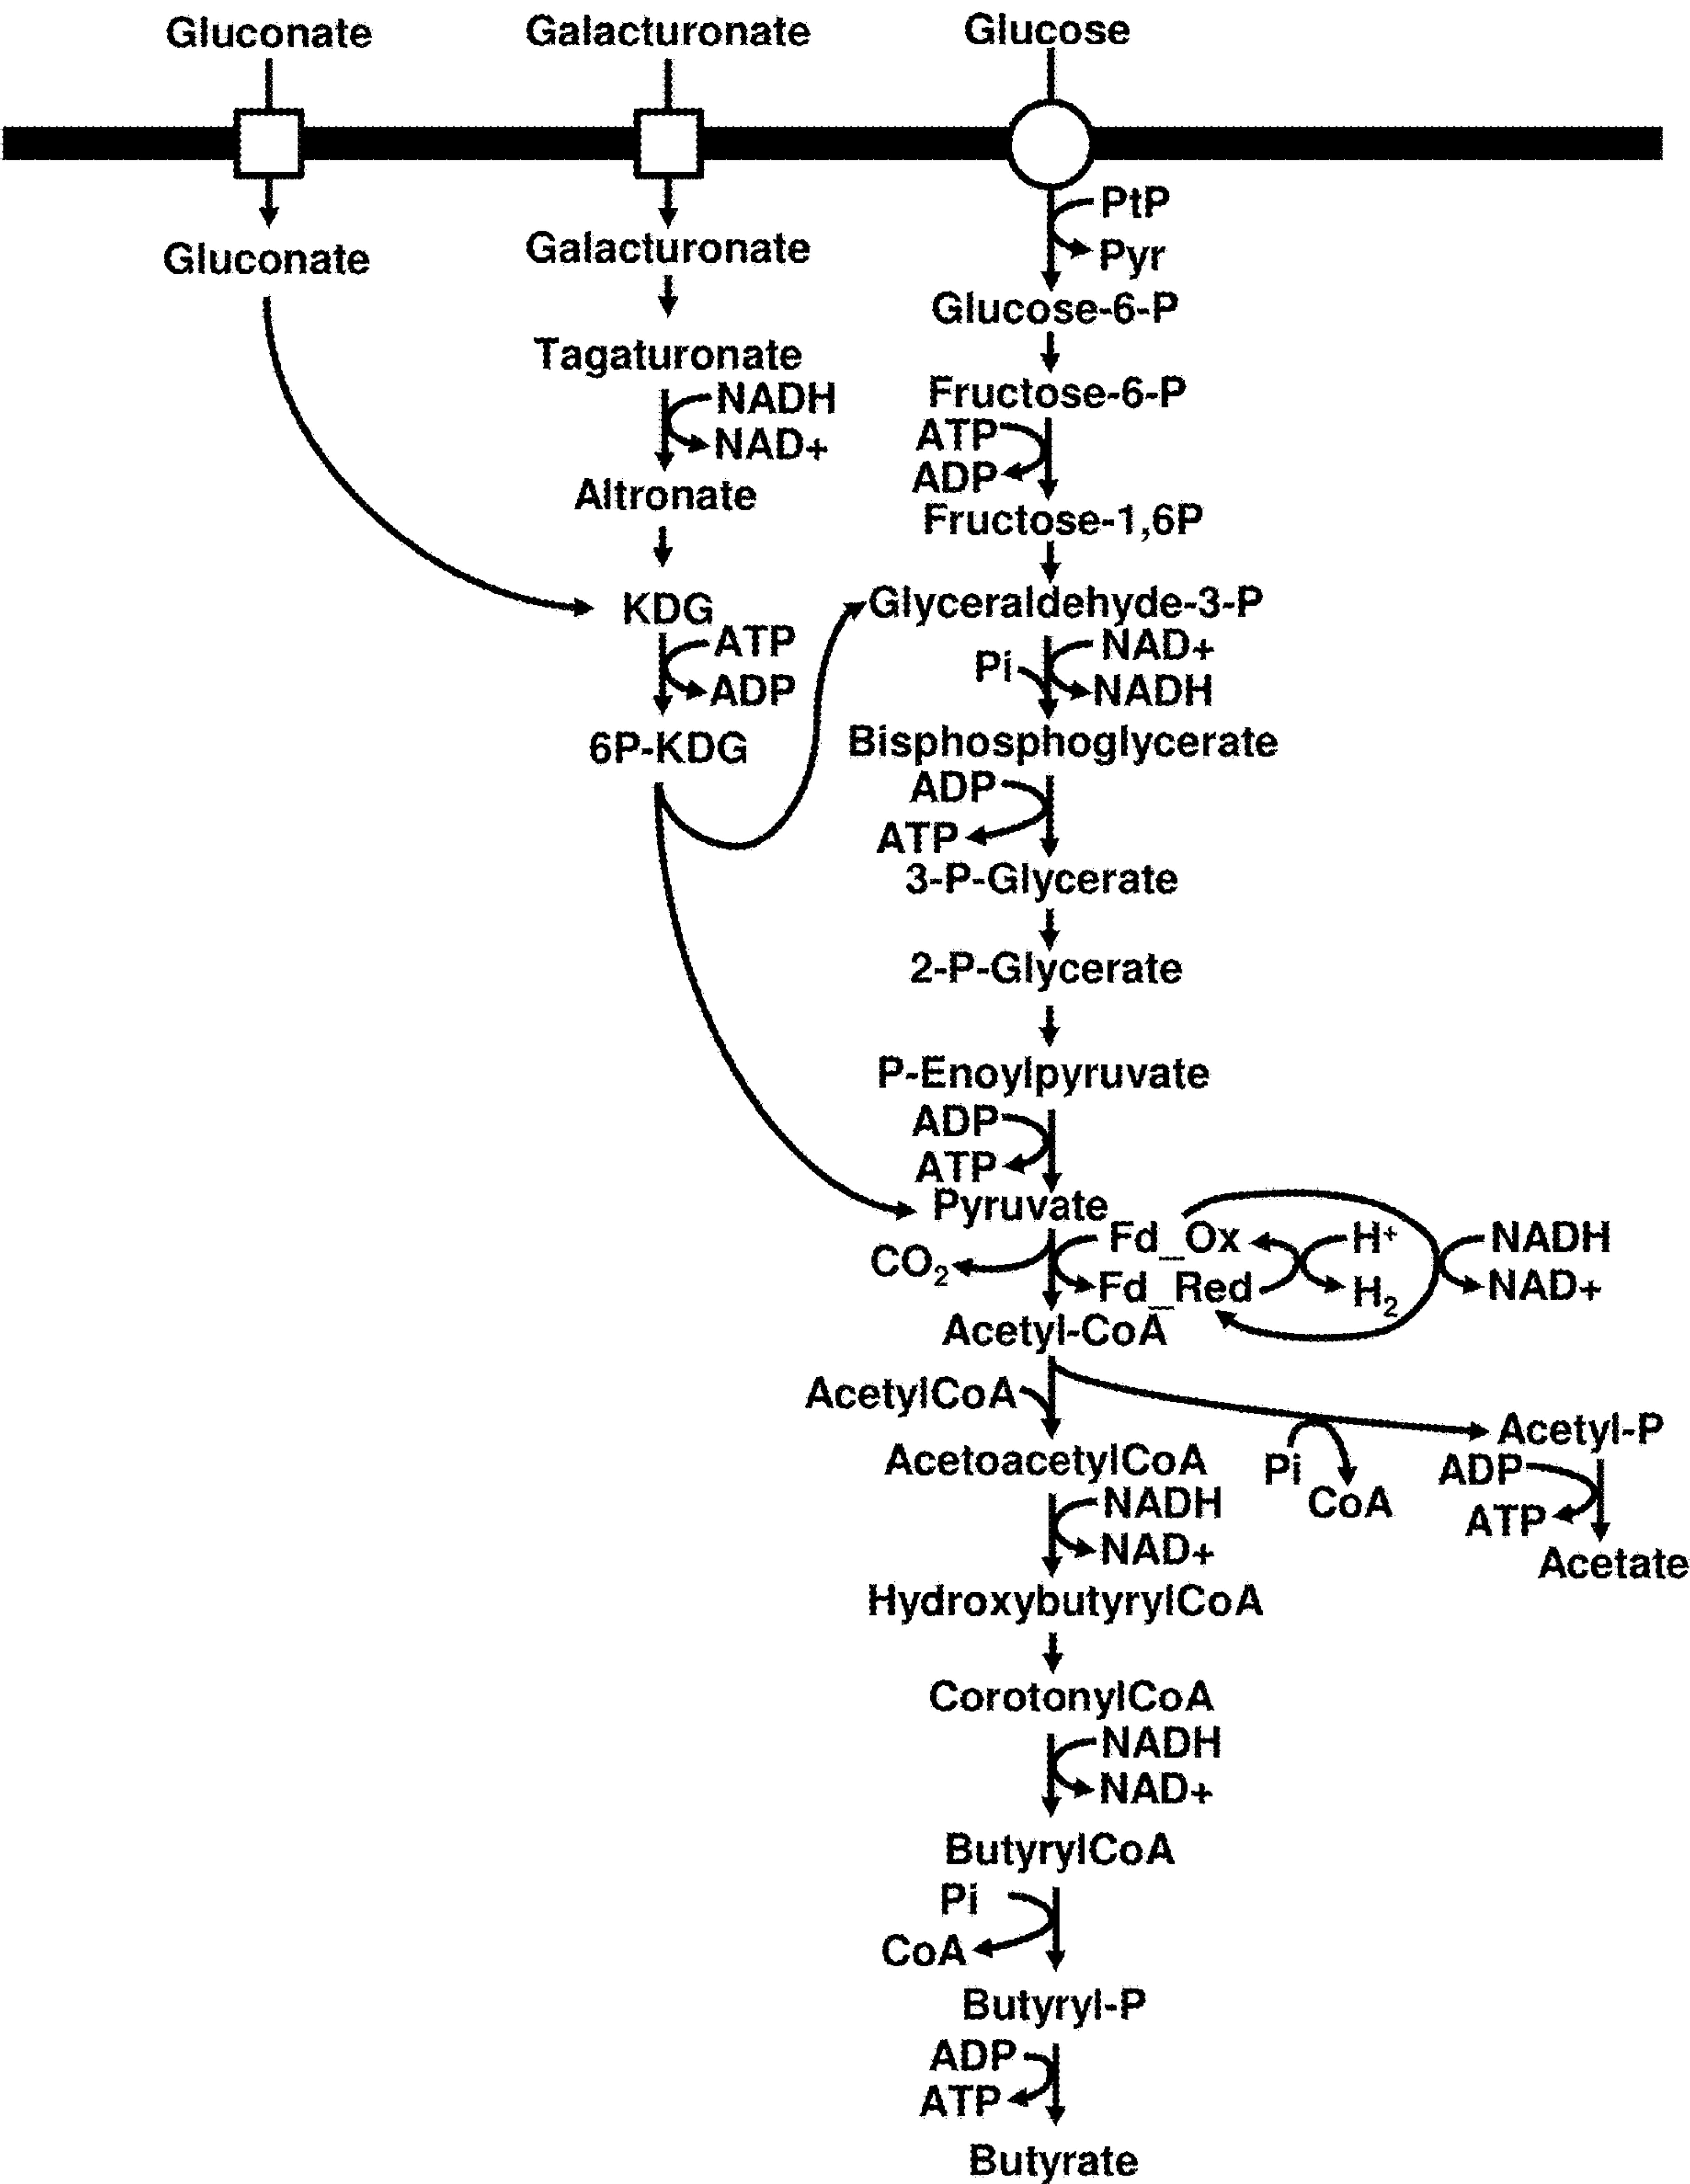 Gluconate Galacturonate Glucose
PtP
Pyr
Gluconate Galacturonate
Glucose-6-P
Tagaturonate
NADH
NAD+
Fructose-6-P
ATP
ADP
Altronate
Fructose-1,6P
KDG
ATP
ADP
Glyceraldehyde-3-P
Pi
NAD+
NADH
6P-KDG
Bisphosphoglycerate
ADP
ATP
3-P-Glycerate
2-P-Glycerate
P-Enoylpyruvate
ADP
ATP
Pyruvate
CO2
Fd_Ox H+ NADH
Fd_Red H2 NAD+
Acetyl-CoA
AcetylCoA
Acetyl-P
AcetoacetylCoA
Pi
CoA
ADP
ATP
NADH
NAD+
Acetate
HydroxybutyrylCoA
CorotonylCoA
NADH
NAD+
ButyrylCoA
Pi
CoA
Butyryl-P
ADP
ATP
Butyrate